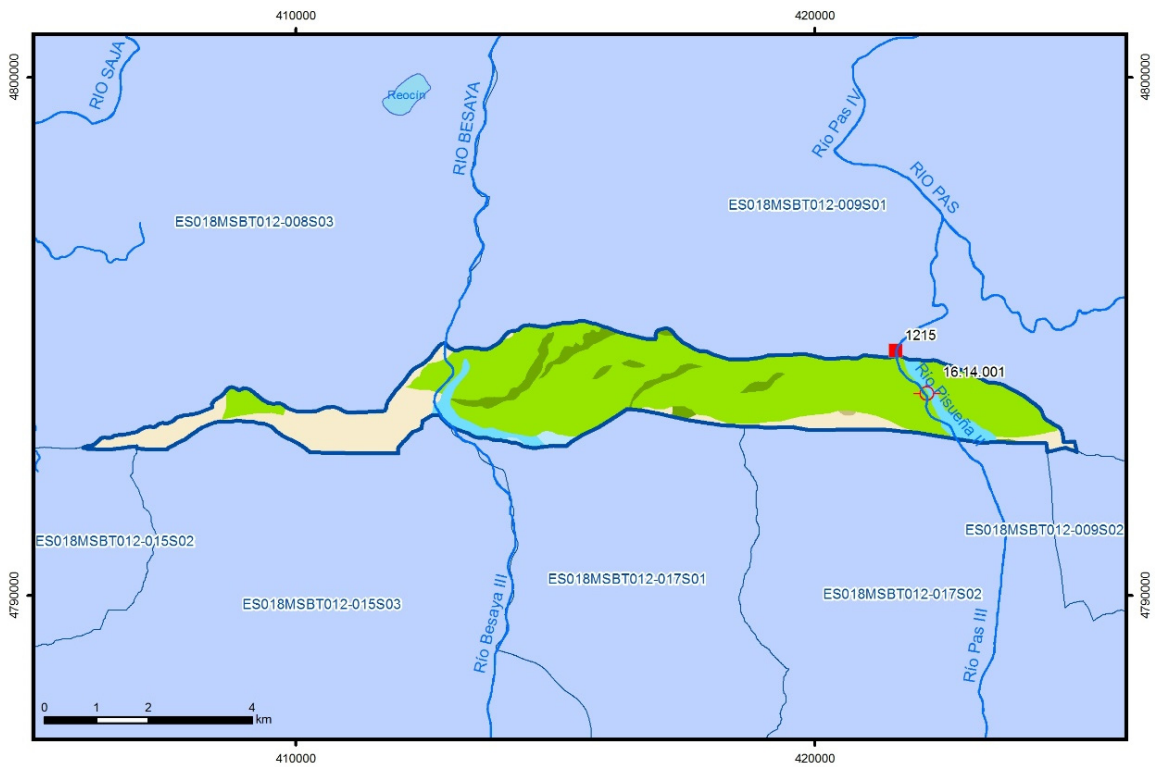 410000
420000
4800000
4800000
RIO SAJA
Reocín
RIO BESAYA
Río Pas IV
RIO PAS
ES018MSBT012-008S03
ES018MSBT012-009S01
1215
16.14.001
Río Pisueña II
ES018MSBT012-015S02
ES018MSBT012-009S02
ES018MSBT012-017S01
ES018MSBT012-015S03
ES018MSBT012-017S02
4790000
4790000
Río Besaya III
Río Pas III
0 1 2 4
km
410000
420000